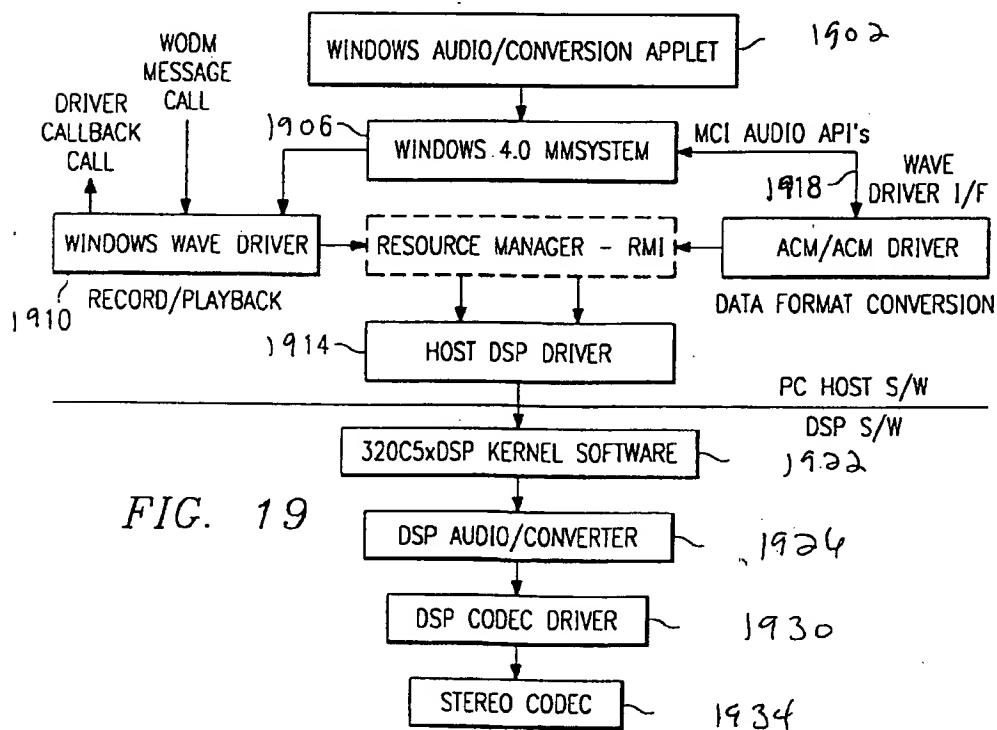 WINDOWS AUDIO/CONVERSION APPLET
1902
WODM
MESSAGE
CALL
DRIVER
CALLBACK
CALL
1906
WINDOWS 4.0 MMSYSTEM
MCI AUDIO API's
1918
WAVE
DRIVER I/F
WINDOWS WAVE DRIVER
RESOURCE MANAGER - RMI
ACM/ACM DRIVER
1910
RECORD/PLAYBACK
DATA FORMAT CONVERSION
1914
HOST DSP DRIVER
PC HOST S/W
DSP S/W
320C5xDSP KERNEL SOFTWARE
1922
FIG. 19
DSP AUDIO/CONVERTER
1926
DSP CODEC DRIVER
1930
STEREO CODEC
1934